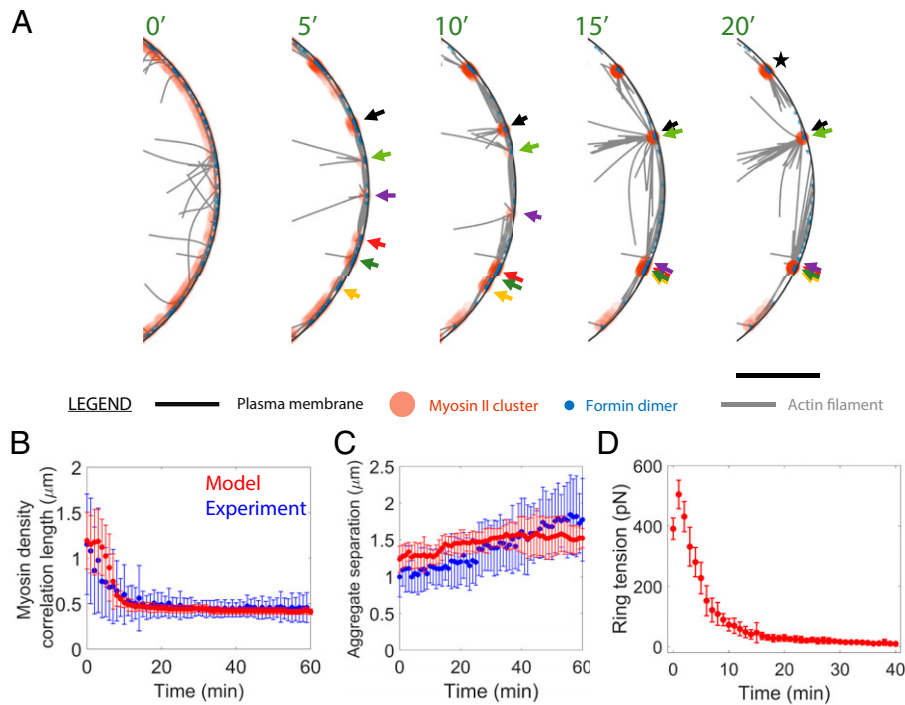 A
0' 5' 10' 15' 20'
LEGEND Plasma membrane Myosin II cluster Formin dimer Actin filament
B
Myosin density
correlation length (μm)
2
1.5
1
0.5
0
Model
Experiment
0 20 40 60
Time (min)
C
Aggregate separation (μm)
2.5
2
1.5
1
0.5
0
0 20 40 60
Time (min)
D
Ring tension (pN)
600
400
200
0
0 10 20 30 40
Time (min)